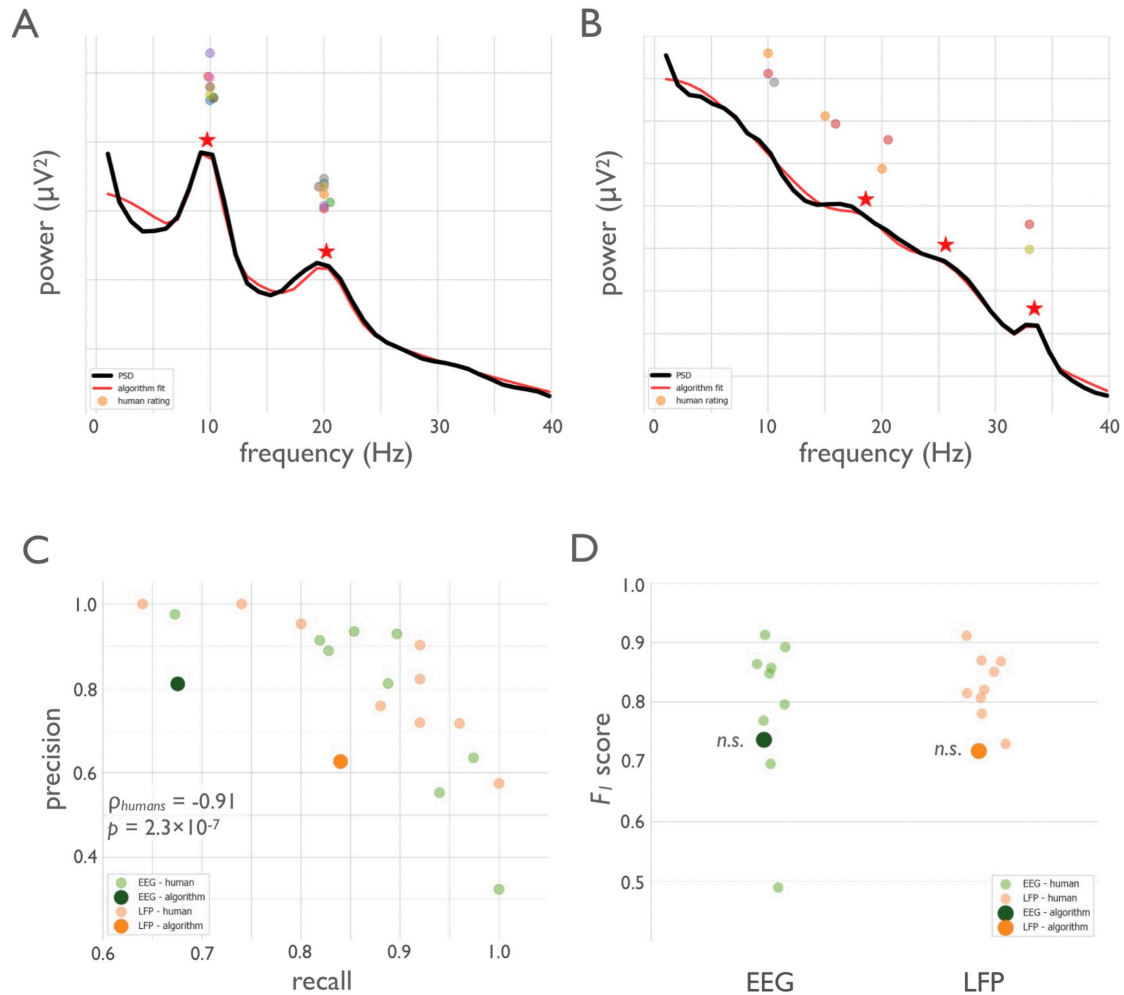 A
power (μV²)
PSD
algorithm fit
human rating
0 10 20 30 40
frequency (Hz)
B
power (μV²)
PSD
algorithm fit
human rating
0 10 20 30 40
frequency (Hz)
C
precision
1.0
0.8
0.6
0.4
ρhumans = -0.91
p = 2.3×10⁻⁷
EEG - human
EEG - algorithm
LFP - human
LFP - algorithm
0.6 0.7 0.8 0.9 1.0
recall
D
F₁ score
1.0
0.9
0.8
0.7
0.6
0.5
n.s.
n.s.
EEG - human
LFP - human
EEG - algorithm
LFP - algorithm
EEG LFP